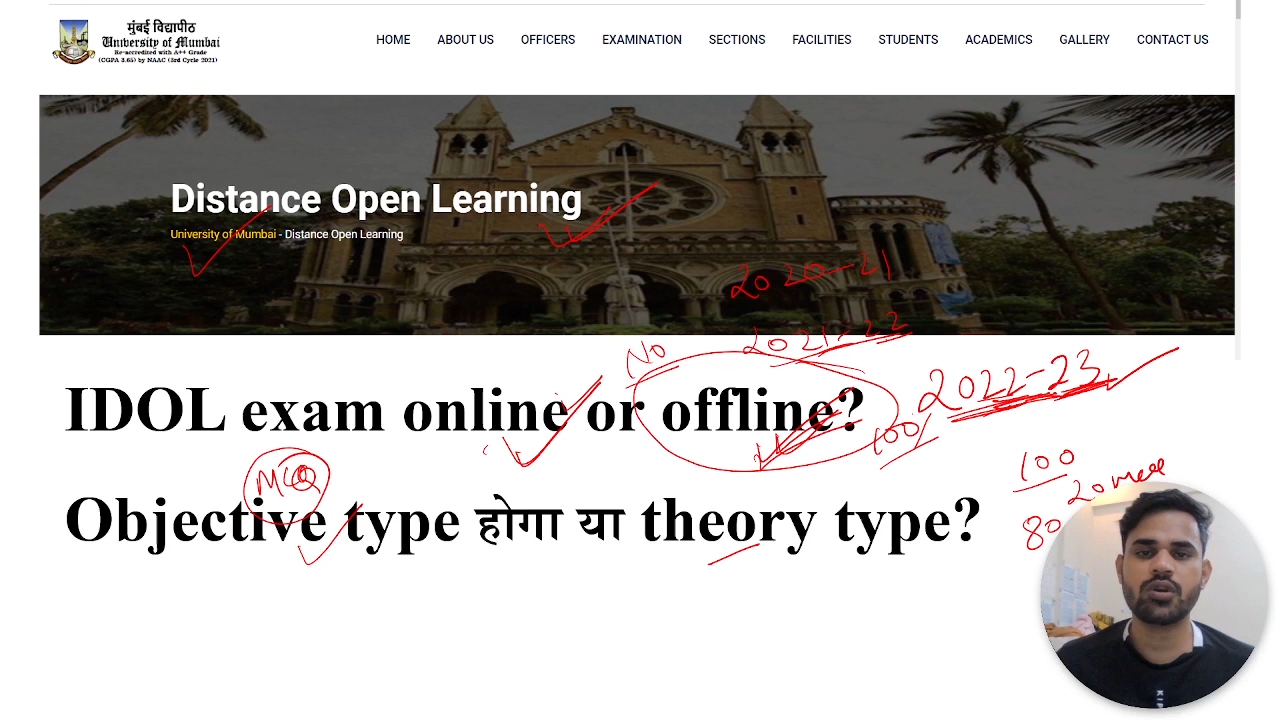 मुंबई विद्यापीठ
University of Mumbai
Re-accredited with A++ Grade
(CGPA 3.65) by NAAC (3rd Cycle 2021)
HOME ABOUT US OFFICERS EXAMINATION SECTIONS FACILITIES STUDENTS ACADEMICS GALLERY CONTACT US
Distance Open Learning
University of Mumbai - Distance Open Learning
2020-21
2021-22
No
2022-23
IDOL exam online or offline?
100
100
MCQ
20
80
Objective type होगा या theory type?
KIP